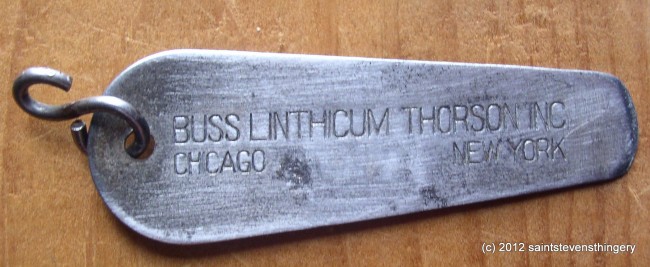 BUSS LINTHICUM THORSON INC
CHICAGO NEW YORK
(c) 2012 saintstevensthingery